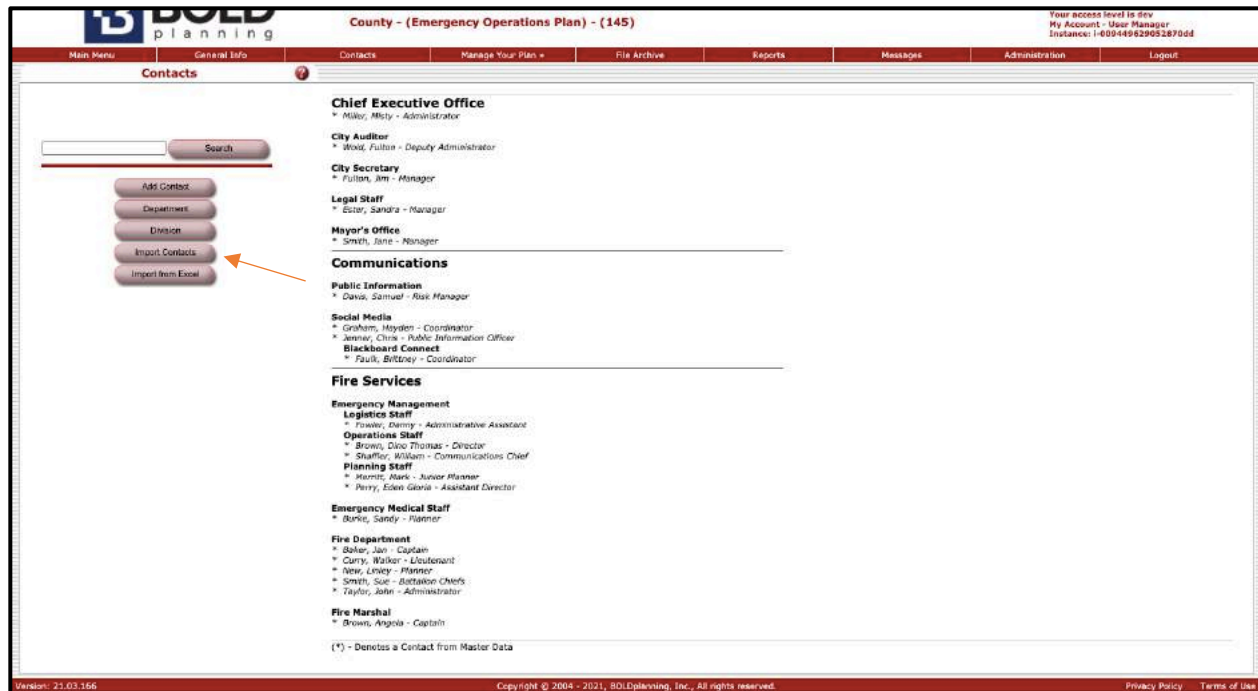 BOLD
planning
County - (Emergency Operations Plan) - (145)
Your access level is dev
My Account - User Manager
Instance: i-00944962905287 0dd
Main Menu General Info Contacts Manage Your Plan File Archive Reports Messages Administration Logout
Contacts ?
Search
Add Contact
Department
Division
Import Contacts
Import from Excel
Chief Executive Office
* Miller, Misty - Administrator
City Auditor
* Wold, Fulton - Deputy Administrator
City Secretary
* Fulton, Jim - Manager
Legal Staff
* Ester, Sandra - Manager
Mayor's Office
* Smith, Jane - Manager
Communications
Public Information
* Davis, Samuel - Risk Manager
Social Media
* Graham, Hayden - Coordinator
* Jenner, Chris - Public Information Officer
Blackboard Connect
* Faulk, Brittney - Coordinator
Fire Services
Emergency Management
Logistics Staff
* Fowler, Danny - Administrative Assistant
Operations Staff
* Brown, Dino Thomas - Director
* Shaffler, William - Communications Chief
Planning Staff
* Merritt, Mark - Junior Planner
* Perry, Eden Gloria - Assistant Director
Emergency Medical Staff
* Burke, Sandy - Planner
Fire Department
* Baker, Jan - Captain
* Curry, Walker - Lieutenant
* New, Linley - Planner
* Smith, Sue - Battalion Chiefs
* Taylor, John - Administrator
Fire Marshal
* Brown, Angela - Captain
(*) - Denotes a Contact from Master Data
Version: 21.03.166 Copyright © 2004 - 2021, BOLDplanning, Inc., All rights reserved. Privacy Policy Terms of Use